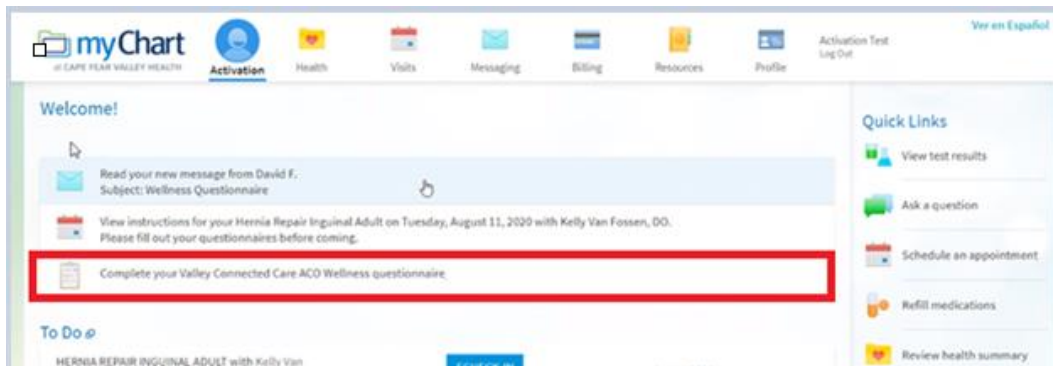 myChart
at CAPE FEAR VALLEY HEALTH
Activation
Health
Visits
Messaging
Billing
Resources
Profile
Activation Test
Log Out
Ver en Español
Welcome!
Read your new message from David F.
Subject: Wellness Questionnaire
View instructions for your Hernia Repair Inguinal Adult on Tuesday, August 11, 2020 with Kelly Van Fossen, DO.
Please fill out your questionnaires before coming.
Complete your Valley Connected Care ACO Wellness questionnaire
To Do
HERNIA REPAIR INGUINAL ADULT with Kelly Van
Quick Links
View test results
Ask a question
Schedule an appointment
Refill medications
Review health summary